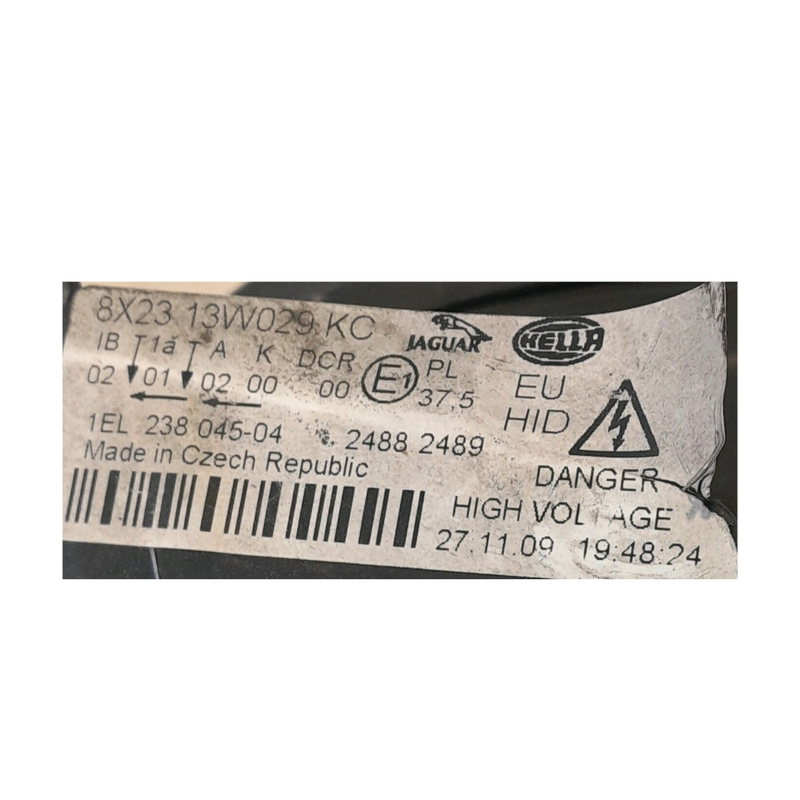 8X23 13W029 KC JAGUAR HELLA
IB 1a A K DCR PL
02 01 02 00 00 E1 37,5 EU
HID
1EL 238 045-04 2488 2489
Made in Czech Republic
DANGER
HIGH VOLTAGE
27.11.09 19:48:24